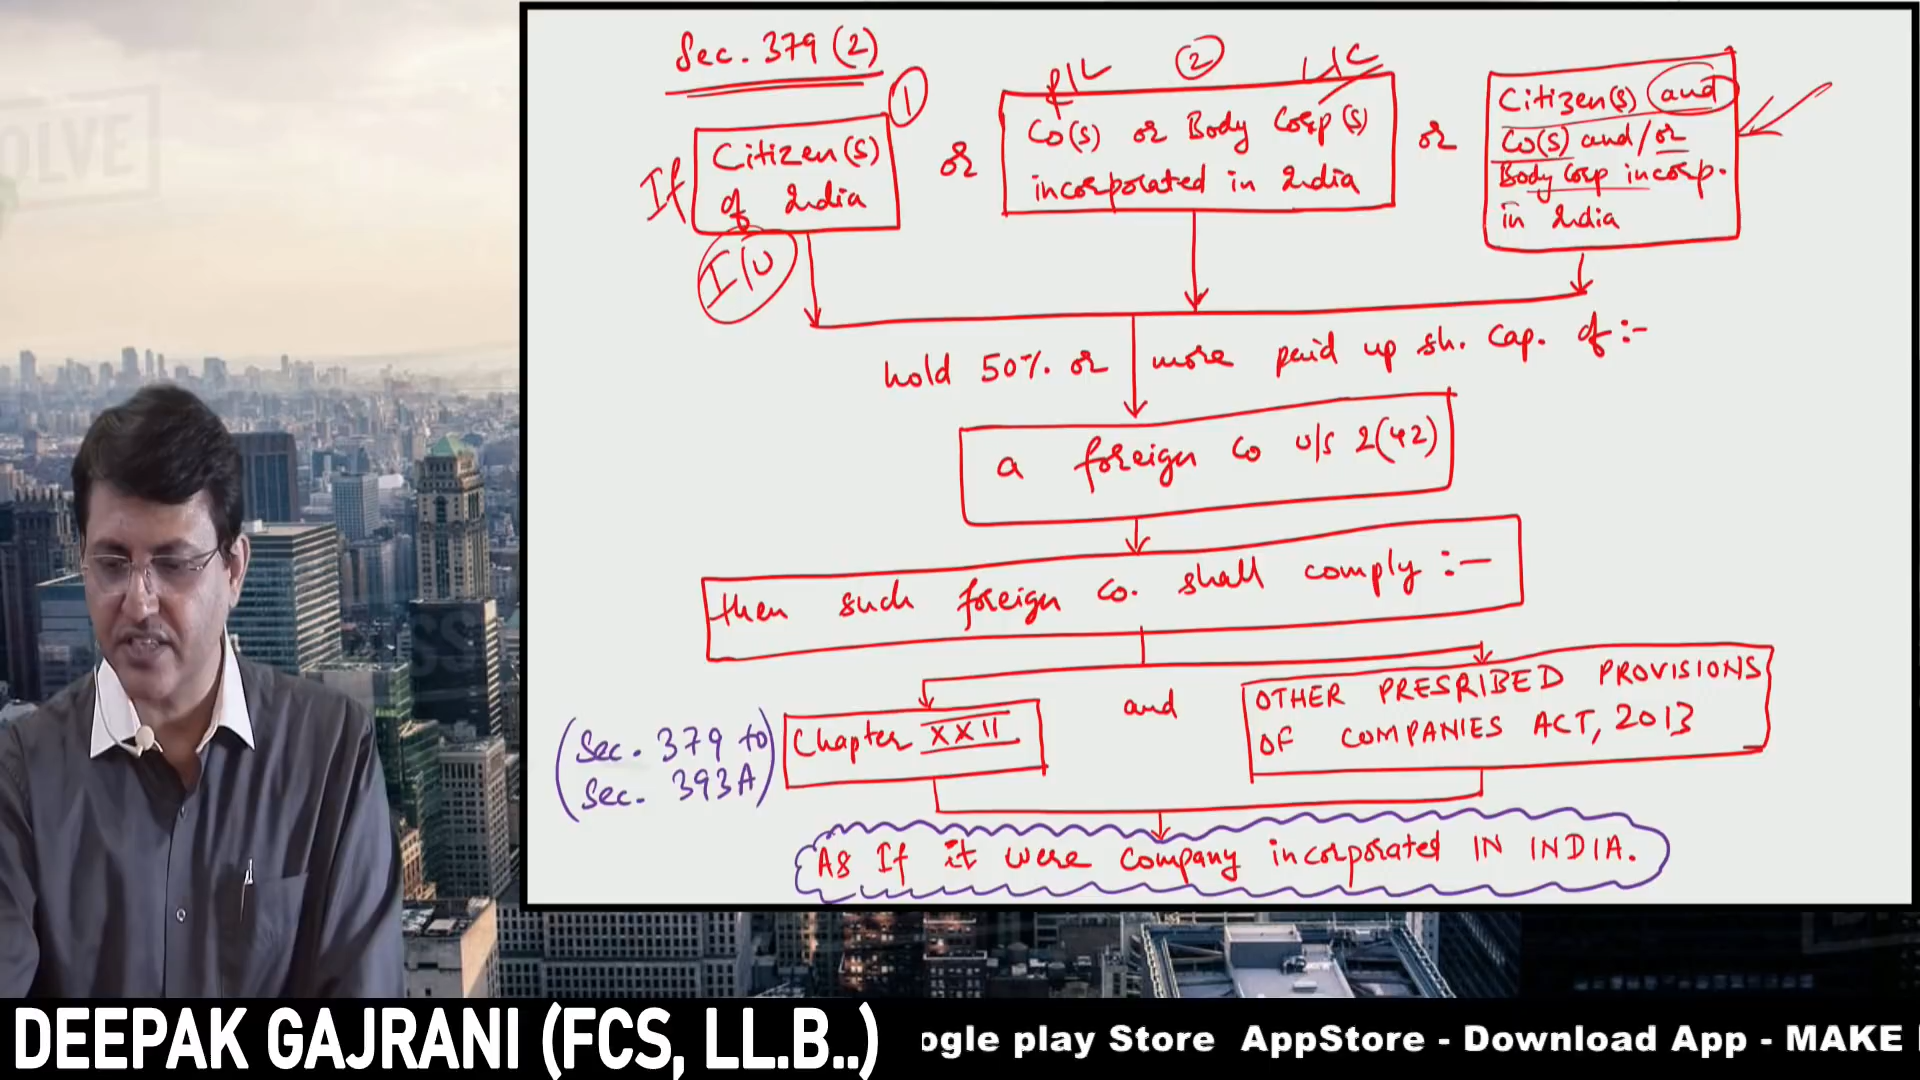 Sec. 379 (2)
1
If
Citizen(s)
of India
I/U
or
2
Co(s) or Body Corp(s)
incorporated in India
or
Citizen(s) and
Co(s) and/or
Body Corp incorp.
in India
hold 50% or more paid up sh. cap. of :-
a foreign co u/s 2(42)
then such foreign co. shall comply :-
(Sec. 379 to
Sec. 393A)
Chapter XXII
and
OTHER PRESRIBED PROVISIONS
OF COMPANIES ACT, 2013
As If it were company incorporated IN INDIA.
OLVE
DEEPAK GAJRANI (FCS, LL.B..)
ogle play Store AppStore - Download App - MAKE